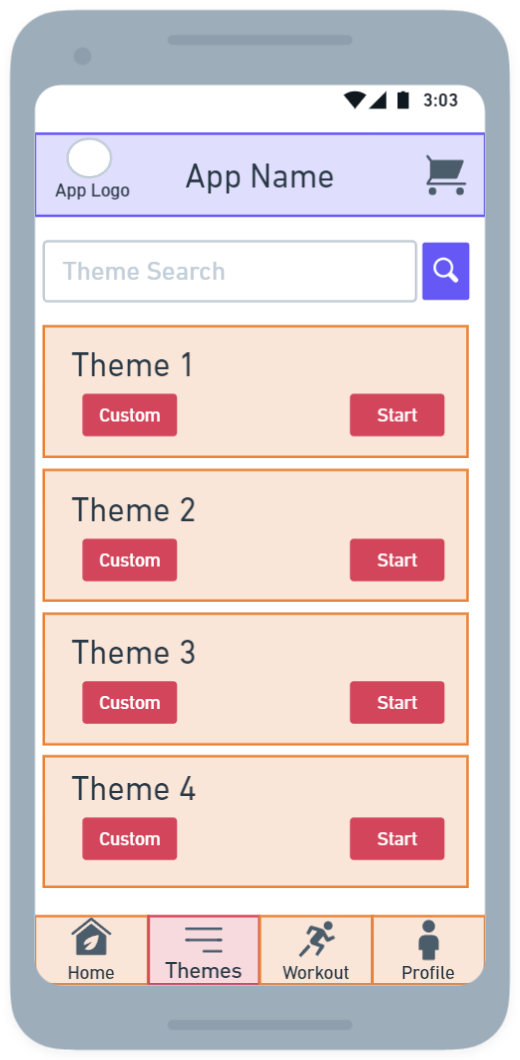 3:03
App Logo
App Name
Theme Search
Theme 1
Custom
Start
Theme 2
Custom
Start
Theme 3
Custom
Start
Theme 4
Custom
Start
Home
Themes
Workout
Profile